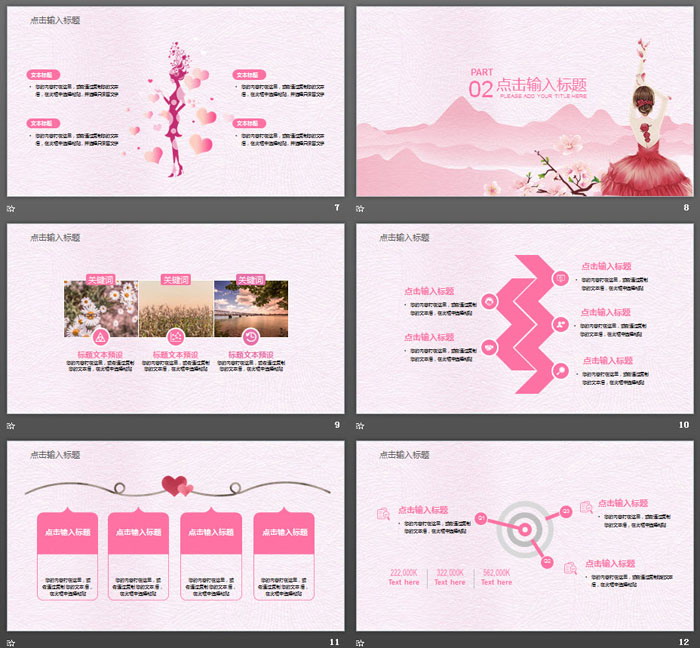 点击输入标题
文本标题
• 您的内容打在这里，或者通过复制您的文
本后，在此框中选择粘贴，并选择只保留文字
文本标题
• 您的内容打在这里，或者通过复制您的文
本后，在此框中选择粘贴，并选择只保留文字
文本标题
• 您的内容打在这里，或者通过复制您的文
本后，在此框中选择粘贴，并选择只保留文字
文本标题
• 您的内容打在这里，或者通过复制您的文
本后，在此框中选择粘贴，并选择只保留文字
7
PART
02
点击输入标题
PLEASE ADD YOUR TITLE HERE
8
点击输入标题
关键词
关键词
关键词
标题文本预设
您的内容打在这里，或者通过复制
您的文本后，在此框中选择粘贴
标题文本预设
您的内容打在这里，或者通过复制
您的文本后，在此框中选择粘贴
标题文本预设
您的内容打在这里，或者通过复制
您的文本后，在此框中选择粘贴
9
点击输入标题
点击输入标题
• 您的内容打在这里，或者通过复制
您的文本后，在此框中选择粘贴
点击输入标题
• 您的内容打在这里，或者通过复制
您的文本后，在此框中选择粘贴
点击输入标题
• 您的内容打在这里，或者通过复制
您的文本后，在此框中选择粘贴
点击输入标题
• 您的内容打在这里，或者通过复制
您的文本后，在此框中选择粘贴
点击输入标题
• 您的内容打在这里，或者通过复制
您的文本后，在此框中选择粘贴
10
点击输入标题
点击输入标题
您的内容打在这里，或
者通过复制您的文本后，
在此框中选择粘贴
点击输入标题
您的内容打在这里，或
者通过复制您的文本后，
在此框中选择粘贴
点击输入标题
您的内容打在这里，或
者通过复制您的文本后，
在此框中选择粘贴
点击输入标题
您的内容打在这里，或
者通过复制您的文本后，
在此框中选择粘贴
11
点击输入标题
点击输入标题
• 您的内容打在这里，或者通过复制您的文
本后，在此框中选择粘贴
点击输入标题
• 您的内容打在这里，或者通过复制您的文
本后，在此框中选择粘贴
点击输入标题
• 您的内容打在这里，或者通过复制您的文
本后，在此框中选择粘贴
222,000K
Text here
322,000K
Text here
562,000K
Text here
12